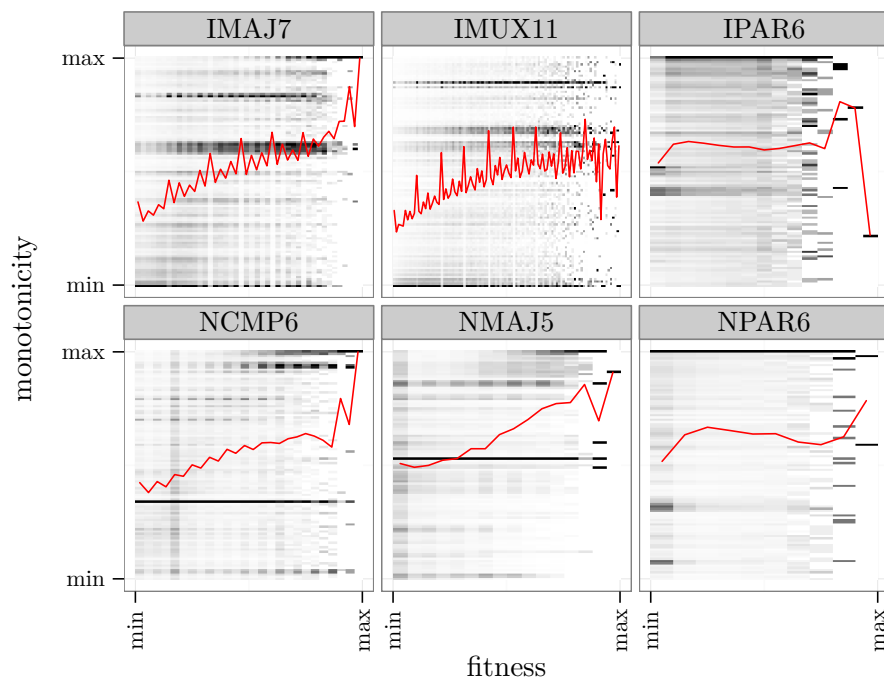 IMAJ7 IMUX11 IPAR6
max
min
NCMP6 NMAJ5 NPAR6
max
min
monotonicity
min max min max min max
fitness